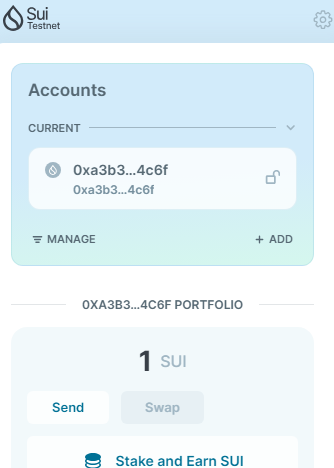 Sui
Testnet
Accounts
CURRENT
0xa3b3...4c6f
0xa3b3...4c6f
MANAGE
+ ADD
0XA3B3...4C6F PORTFOLIO
1 SUI
Send
Swap
Stake and Earn SUI